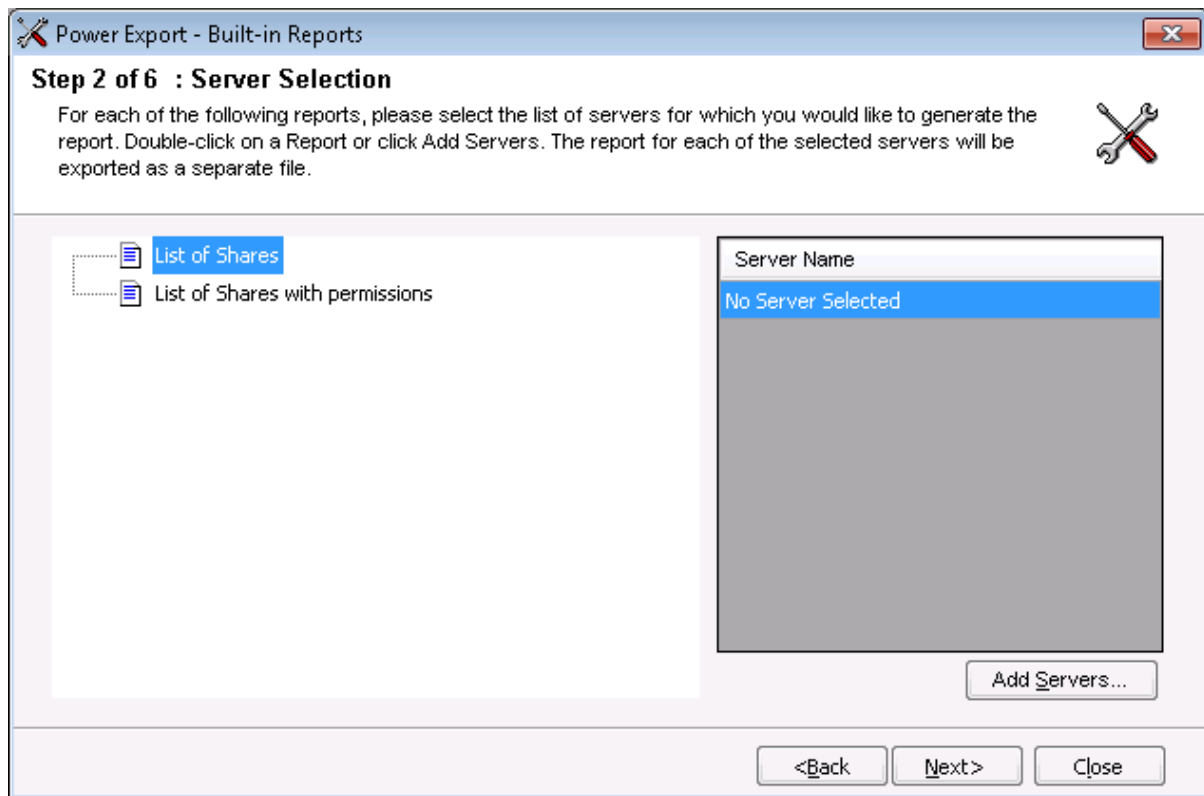 Power Export - Built-in Reports
Step 2 of 6 : Server Selection
For each of the following reports, please select the list of servers for which you would like to generate the
report. Double-click on a Report or click Add Servers. The report for each of the selected servers will be
exported as a separate file.
List of Shares
List of Shares with permissions
Server Name
No Server Selected
Add Servers...
<Back
Next>
Close